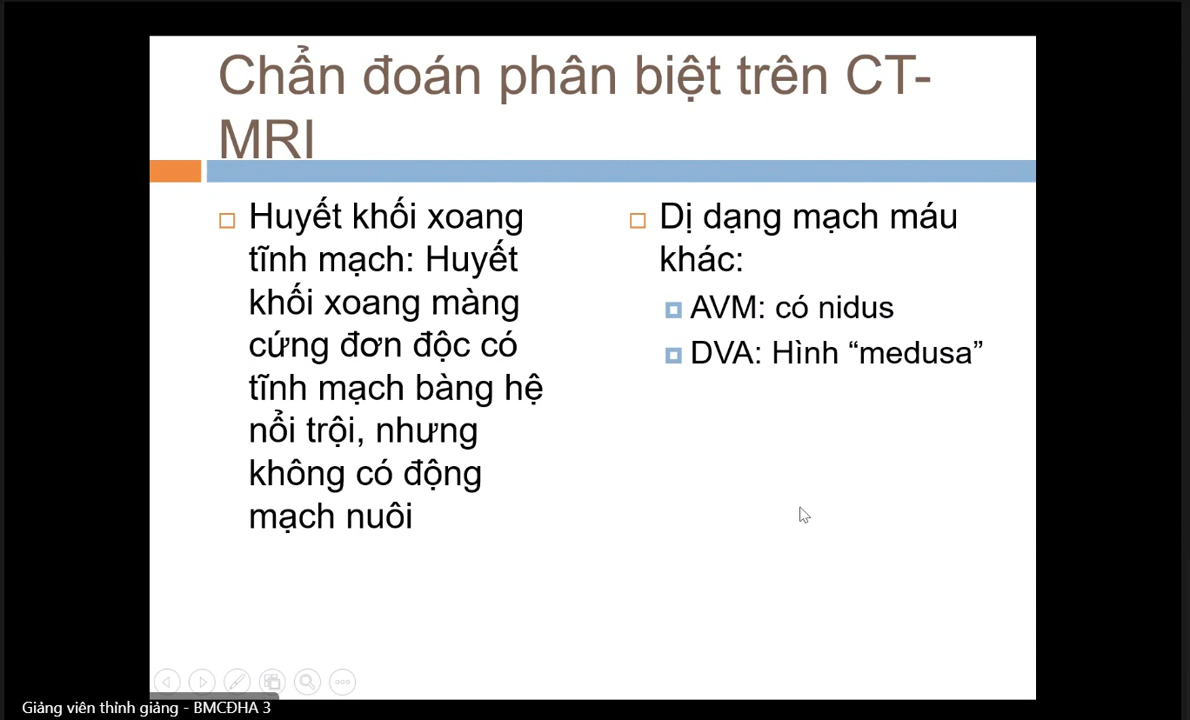 Chẩn đoán phân biệt trên CT-
MRI
Huyết khối xoang
tĩnh mạch: Huyết
khối xoang màng
cứng đơn độc có
tĩnh mạch bàng hệ
nổi trội, nhưng
không có động
mạch nuôi
Dị dạng mạch máu
khác:
AVM: có nidus
DVA: Hình “medusa”
Giảng viên thỉnh giảng - BMCĐHA 3